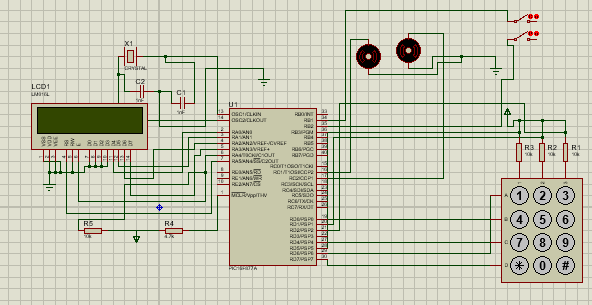 X1
CRYSTAL
LCD1
LM016L
C2
1nF
C1
1nF
U1
OSC1/CLKIN
OSC2/CLKOUT
RA0/AN0
RA1/AN1
RA2/AN2/VREF-/CVREF
RA3/AN3/VREF+
RA4/T0CKI/C1OUT
RA5/AN4/SS/C2OUT
RE0/AN5/RD
RE1/AN6/WR
RE2/AN7/CS
MCLR/Vpp/THV
RB0/INT
RB1
RB2
RB3/PGM
RB4
RB5
RB6/PGC
RB7/PGD
RC0/T1OSO/T1CKI
RC1/T1OSI/CCP2
RC2/CCP1
RC3/SCK/SCL
RC4/SDI/SDA
RC5/SDO
RC6/TX/CK
RC7/RX/DT
RD0/PSP0
RD1/PSP1
RD2/PSP2
RD3/PSP3
RD4/PSP4
RD5/PSP5
RD6/PSP6
RD7/PSP7
PIC16F877A
R5
10k
R4
4.7k
R3
10k
R2
10k
R1
10k
1 2 3
4 5 6
7 8 9
* 0 #
A
B
C
D